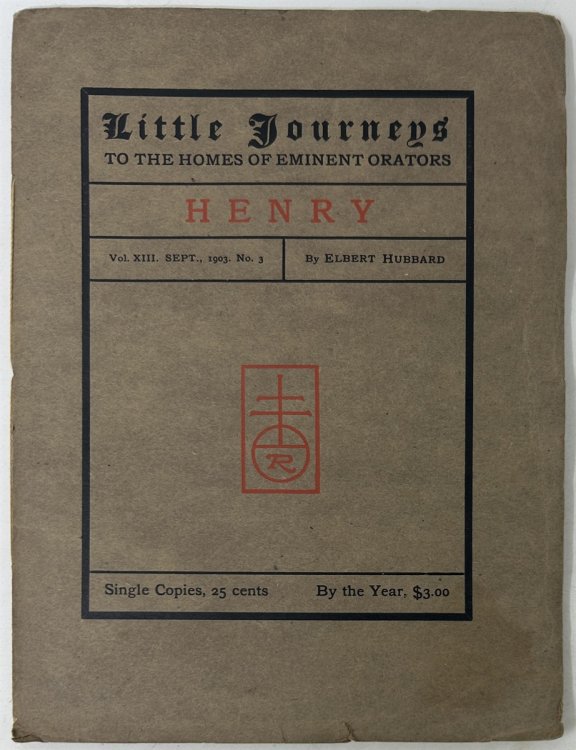 Little Journeys
TO THE HOMES OF EMINENT ORATORS
HENRY
Vol. XIII. SEPT., 1903. No. 3
By ELBERT HUBBARD
R
Single Copies, 25 cents
By the Year, $3.00